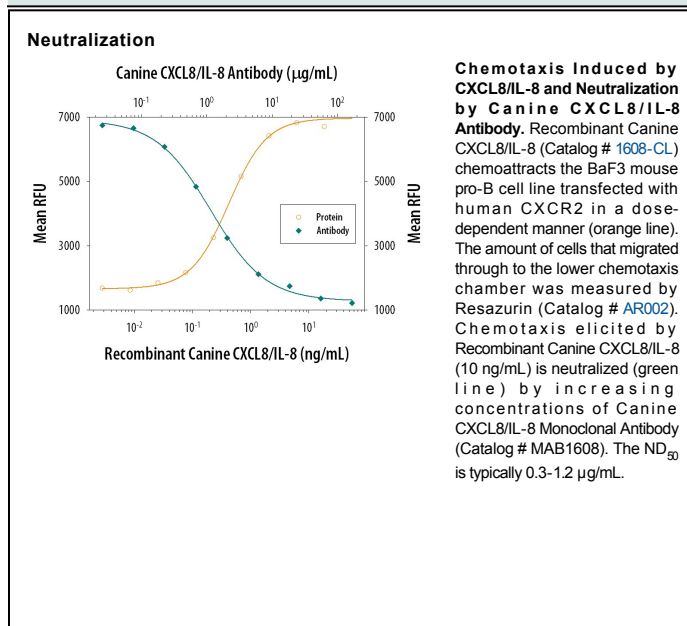 Neutralization
Canine CXCL8/IL-8 Antibody (µg/mL)
10-1 100 101 102
7000 7000
5000 5000
3000 3000
1000 1000
Mean RFU
Mean RFU
Protein
Antibody
10-2 10-1 100 101
Recombinant Canine CXCL8/IL-8 (ng/mL)
Chemotaxis Induced by
CXCL8/IL-8 and Neutralization
by Canine CXCL8/IL-8
Antibody. Recombinant Canine
CXCL8/IL-8 (Catalog # 1608-CL)
chemoattracts the BaF3 mouse
pro-B cell line transfected with
human CXCR2 in a dose-
dependent manner (orange line).
The amount of cells that migrated
through to the lower chemotaxis
chamber was measured by
Resazurin (Catalog # AR002).
Chemotaxis elicited by
Recombinant Canine CXCL8/IL-8
(10 ng/mL) is neutralized (green
line) by increasing
concentrations of Canine
CXCL8/IL-8 Monoclonal Antibody
(Catalog # MAB1608). The ND50
is typically 0.3-1.2 µg/mL.